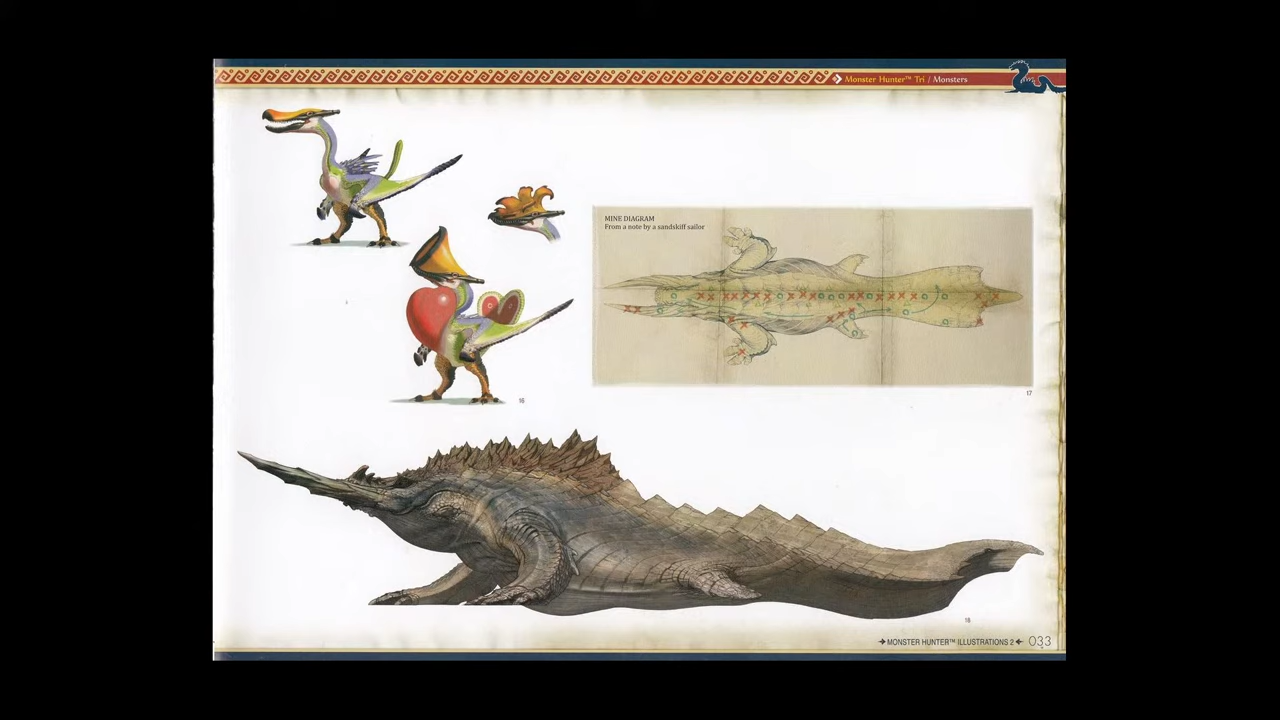 Monster Hunter™ Tri / Monsters
MINE DIAGRAM
From a note by a sandskiff sailor
16
17
18
MONSTER HUNTER™ ILLUSTRATIONS 2
033